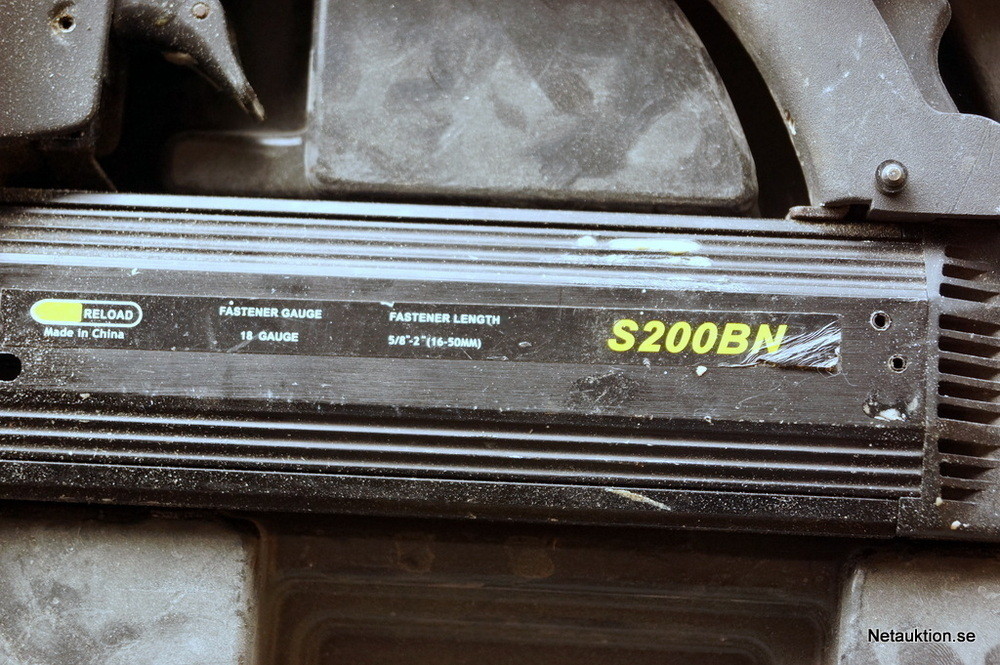 RELOAD
Made in China
FASTENER GAUGE
18 GAUGE
FASTENER LENGTH
5/8"-2"(16-50MM)
S200BN
Netauktion.se